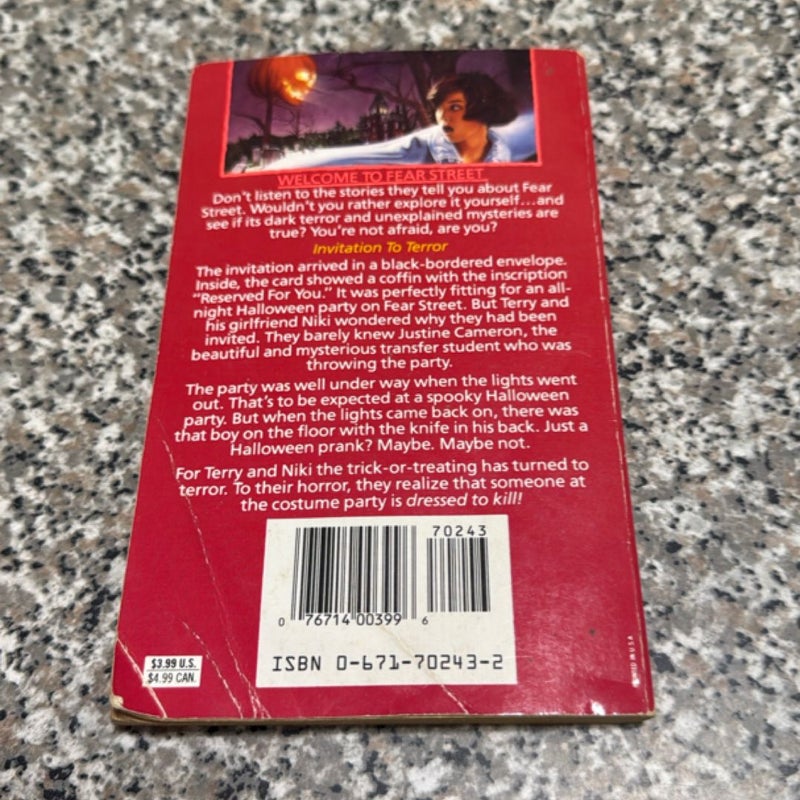 WELCOME TO FEAR STREET
Don't listen to the stories they tell you about Fear
Street. Wouldn't you rather explore it yourself...and
see if its dark terror and unexplained mysteries are
true? You're not afraid, are you?
Invitation To Terror
The invitation arrived in a black-bordered envelope.
Inside, the card showed a coffin with the inscription
"Reserved For You." It was perfectly fitting for an all-
night Halloween party on Fear Street. But Terry and
his girlfriend Niki wondered why they had been
invited. They barely knew Justine Cameron, the
beautiful and mysterious transfer student who was
throwing the party.
The party was well under way when the lights went
out. That's to be expected at a spooky Halloween
party. But when the lights came back on, there was
that boy on the floor with the knife in his back. Just a
Halloween prank? Maybe. Maybe not.
For Terry and Niki the trick-or-treating has turned to
terror. To their horror, they realize that someone at
the costume party is dressed to kill!
70243
0 76714 00399 6
ISBN 0-671-70243-2
$3.99 U.S.
$4.99 CAN.
PRINTED IN U.S.A.